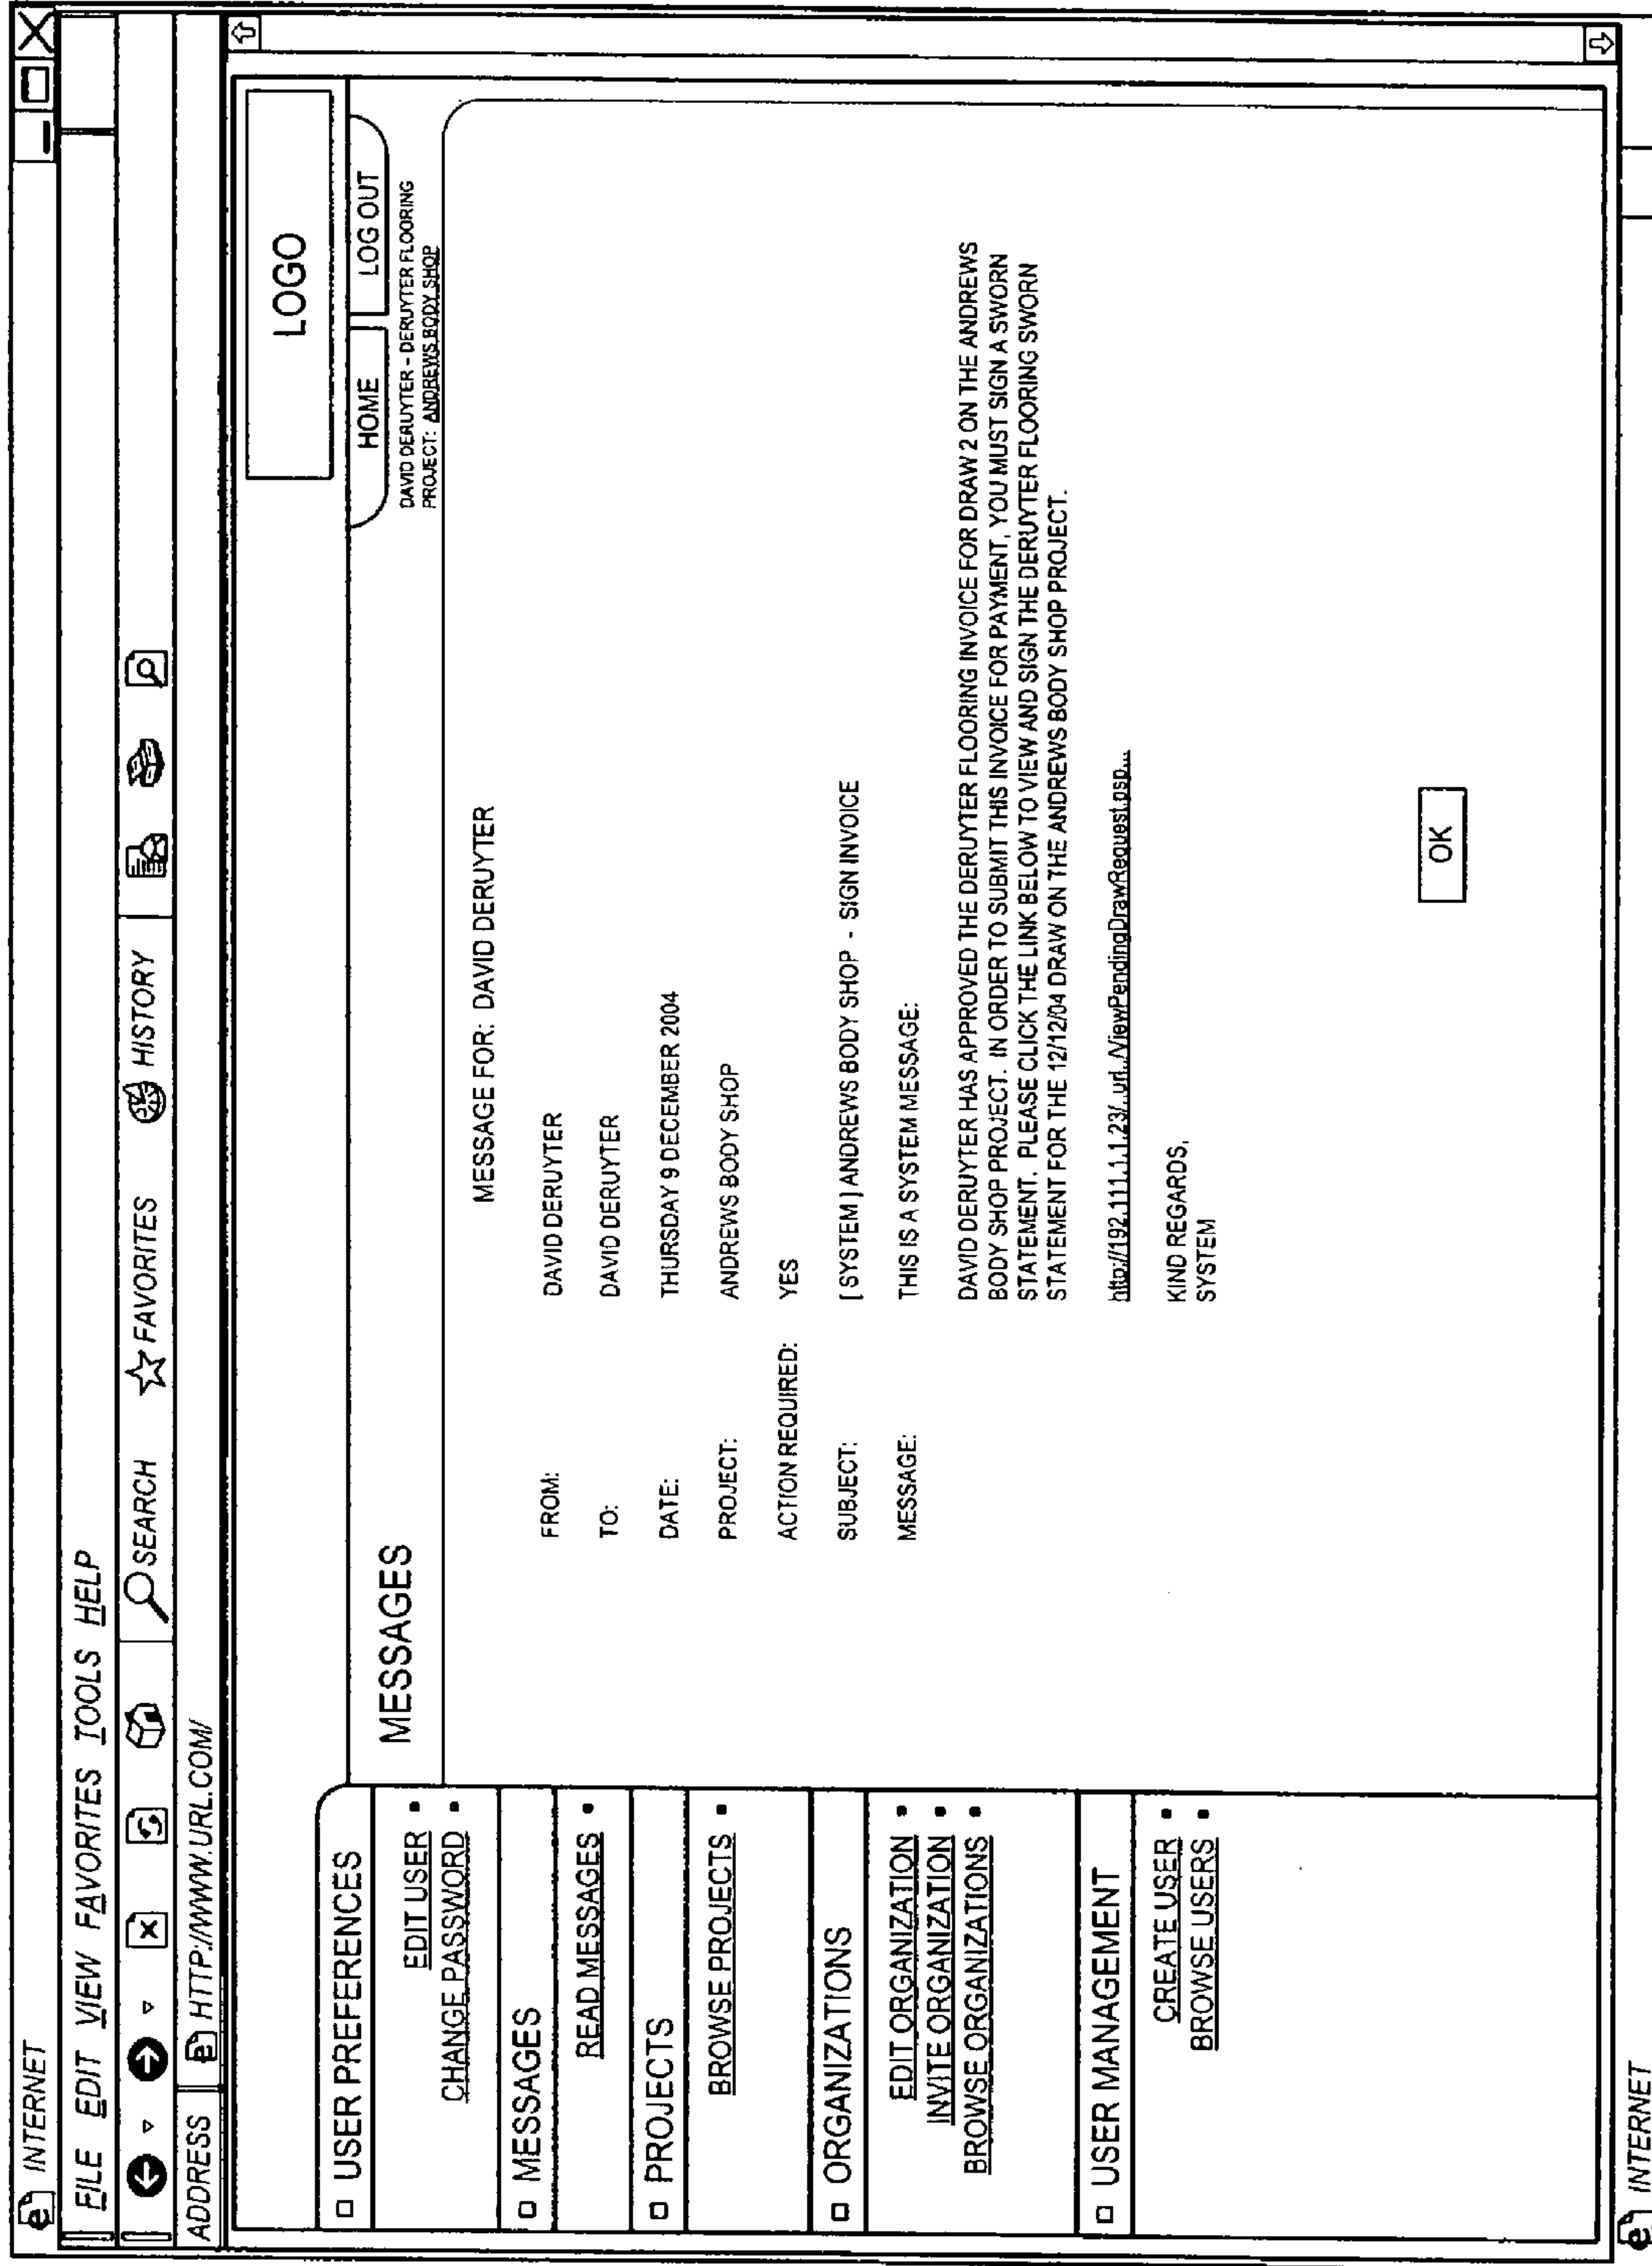 INTERNET
FILE EDIT VIEW FAVORITES TOOLS HELP
SEARCH FAVORITES HISTORY
ADDRESS HTTP://WWW.URL.COM/
LOGO
HOME LOG OUT
DAVID DERUYTER - DERUYTER FLOORING
PROJECT: ANDREWS BODY SHOP
USER PREFERENCES
EDIT USER
CHANGE PASSWORD
MESSAGES
READ MESSAGES
PROJECTS
BROWSE PROJECTS
ORGANIZATIONS
EDIT ORGANIZATION
INVITE ORGANIZATION
BROWSE ORGANIZATIONS
USER MANAGEMENT
CREATE USER
BROWSE USERS
MESSAGES
MESSAGE FOR: DAVID DERUYTER
FROM: DAVID DERUYTER
TO: DAVID DERUYTER
DATE: THURSDAY 9 DECEMBER 2004
PROJECT: ANDREWS BODY SHOP
ACTION REQUIRED: YES
SUBJECT: [ SYSTEM ] ANDREWS BODY SHOP - SIGN INVOICE
MESSAGE: THIS IS A SYSTEM MESSAGE:
DAVID DERUYTER HAS APPROVED THE DERUYTER FLOORING INVOICE FOR DRAW 2 ON THE ANDREWS
BODY SHOP PROJECT. IN ORDER TO SUBMIT THIS INVOICE FOR PAYMENT, YOU MUST SIGN A SWORN
STATEMENT. PLEASE CLICK THE LINK BELOW TO VIEW AND SIGN THE DERUYTER FLOORING SWORN
STATEMENT FOR THE 12/12/04 DRAW ON THE ANDREWS BODY SHOP PROJECT.
http://192.111.1.1.23/..url../ViewPendingDrawRequest.psp...
KIND REGARDS,
SYSTEM
OK
INTERNET